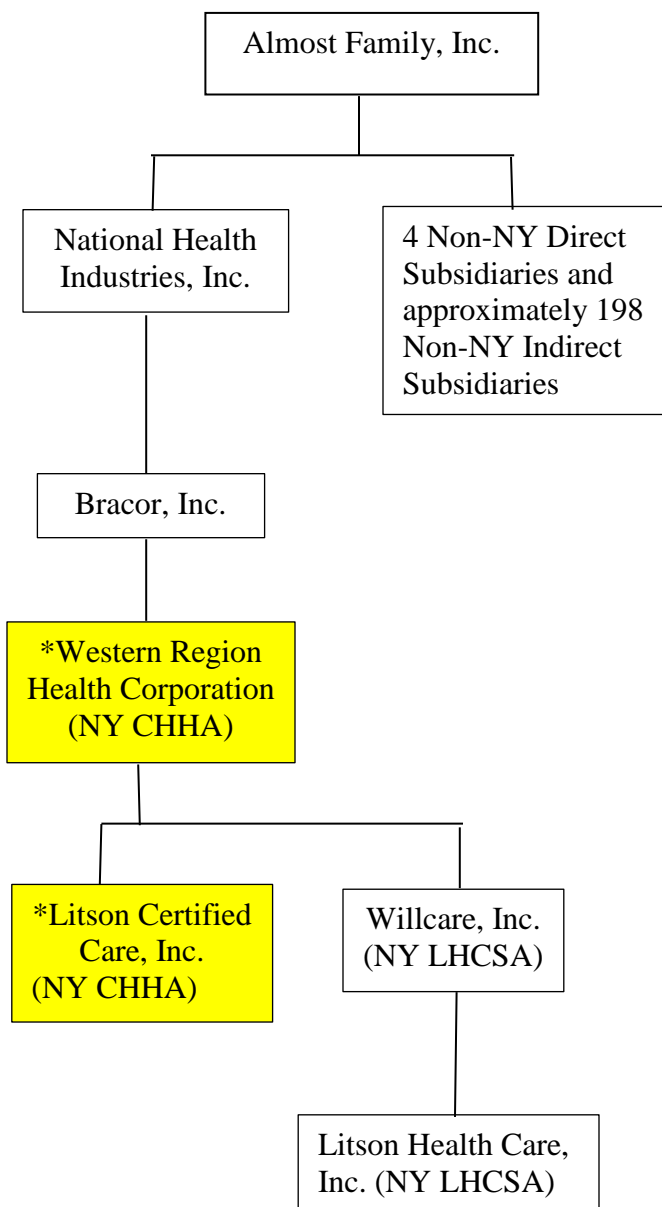 Almost Family, Inc.
National Health
Industries, Inc.
4 Non-NY Direct
Subsidiaries and
approximately 198
Non-NY Indirect
Subsidiaries
Bracor, Inc.
*Western Region
Health Corporation
(NY CHHA)
*Litson Certified
Care, Inc.
(NY CHHA)
Willcare, Inc.
(NY LHCSA)
Litson Health Care,
Inc. (NY LHCSA)